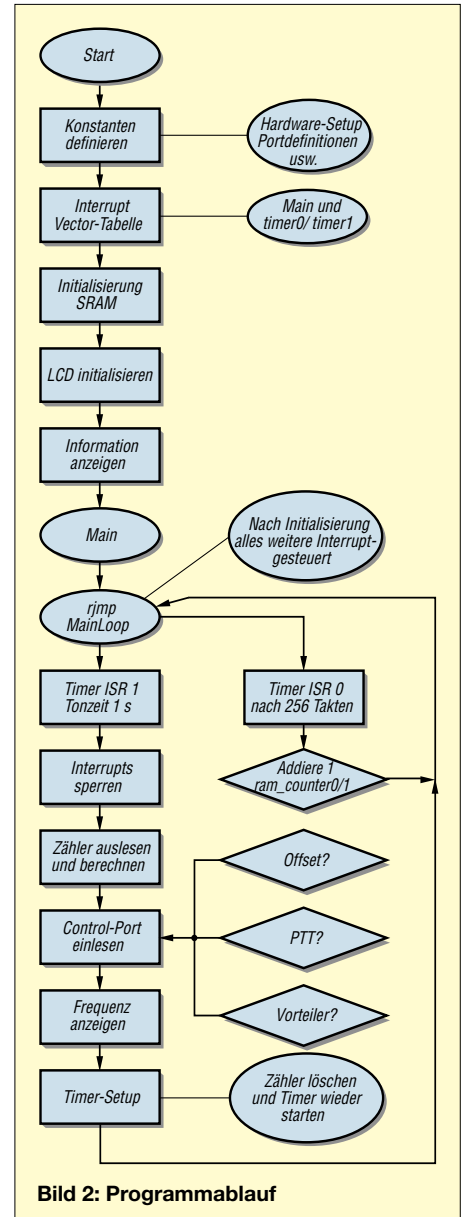 Start
Konstanten
definieren
Hardware-Setup
Portdefinitionen
usw.
Interrupt
Vector-Tabelle
Main und
timer0/ timer1
Initialisierung
SRAM
LCD initialisieren
Information
anzeigen
Main
Nach Initialisierung
alles weitere Interrupt-
gesteuert
rjmp
MainLoop
Timer ISR 1
Tonzeit 1 s
Timer ISR 0
nach 256 Takten
Interrupts
sperren
Addiere 1
ram_counter0/1
Zähler auslesen
und berechnen
Offset?
Control-Port
einlesen
PTT?
Frequenz
anzeigen
Vorteiler?
Timer-Setup
Zähler löschen
und Timer wieder
starten
Bild 2: Programmablauf